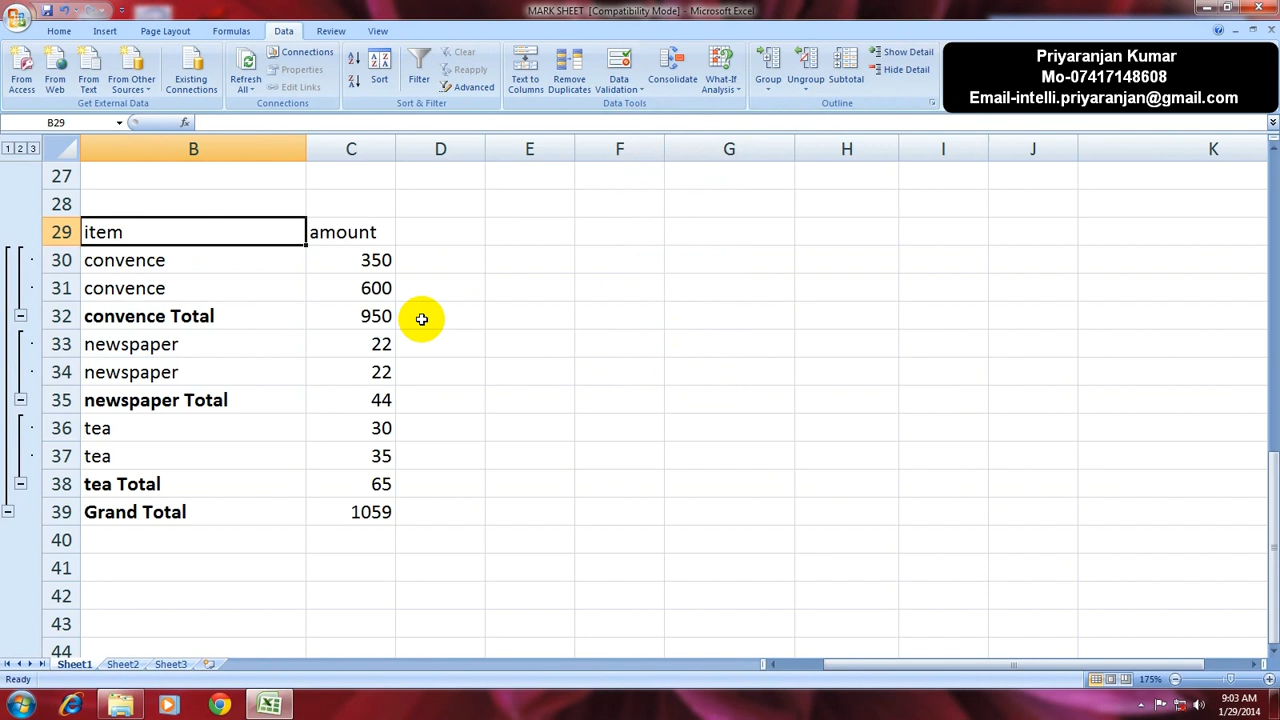 MARK SHEET [Compatibility Mode] - Microsoft Excel
Home Insert Page Layout Formulas Data Review View
From Access
From Web
From Text
From Other Sources
Existing Connections
Get External Data
Refresh All
Connections
Properties
Edit Links
Connections
A Z
Z A
Sort
Filter
Clear
Reapply
Advanced
Sort & Filter
Text to Columns
Remove Duplicates
Data Validation
Consolidate
What-If Analysis
Data Tools
Group
Ungroup
Subtotal
Show Detail
Hide Detail
Outline
Priyaranjan Kumar
Mo-07417148608
Email-intelli.priyaranjan@gmail.com
B29 fx
1 2 3 B C D E F G H I J K
27
28
29 item amount
30 convence 350
31 convence 600
32 convence Total 950
33 newspaper 22
34 newspaper 22
35 newspaper Total 44
36 tea 30
37 tea 35
38 tea Total 65
39 Grand Total 1059
40
41
42
43
44
Sheet1 Sheet2 Sheet3
Ready 175%
9:03 AM
1/29/2014